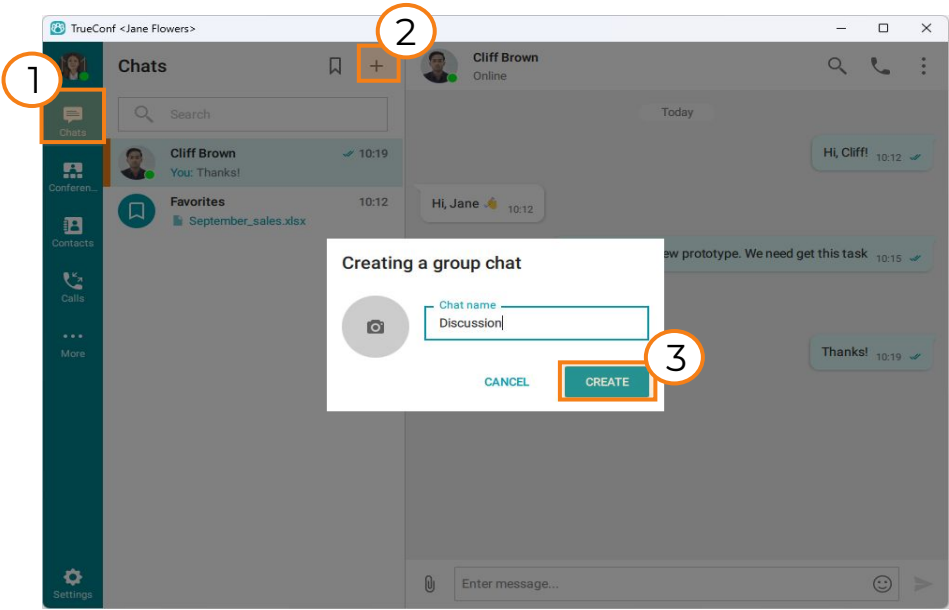 TrueConf <Jane Flowers>
1
2
Chats
+
Cliff Brown
Online
Chats
Search
Today
Cliff Brown
10:19
You: Thanks!
Hi, Cliff! 10:12
Conferen...
Favorites
10:12
September_sales.xlsx
Hi, Jane 10:12
Contacts
ew prototype. We need get this task 10:15
Creating a group chat
Calls
Chat name
Discussion
More
Thanks! 10:19
3
CANCEL
CREATE
Settings
Enter message...